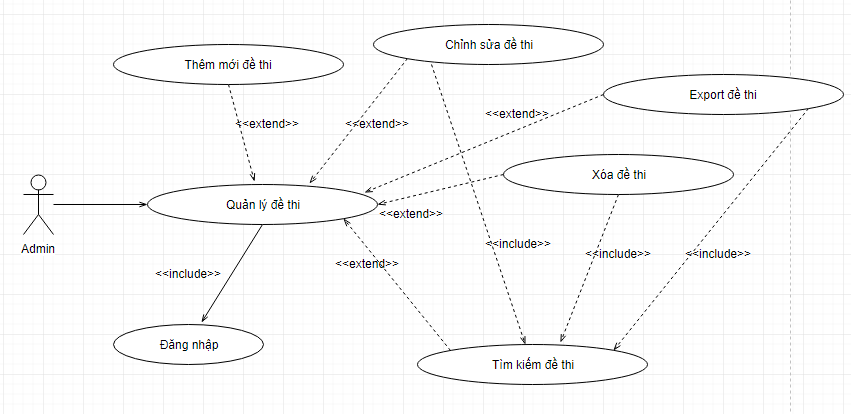 Chỉnh sửa đề thi
Thêm mới đề thi
Export đề thi
<<extend>>
<<extend>>
<<extend>>
Xóa đề thi
Quản lý đề thi
<<extend>>
Admin
<<include>>
<<include>>
<<include>>
<<extend>>
<<include>>
Đăng nhập
Tìm kiếm đề thi